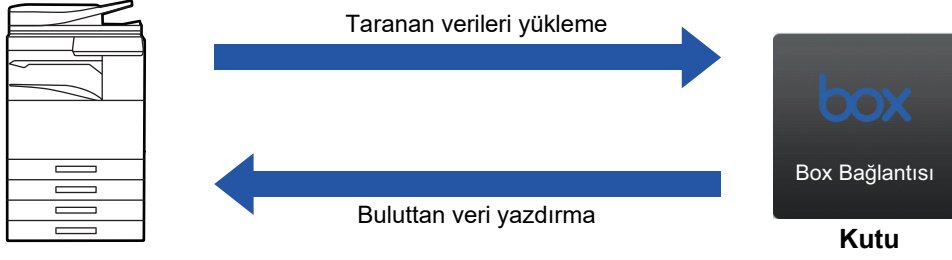 Taranan verileri yükleme
box
Box Bağlantısı
Buluttan veri yazdırma
Kutu